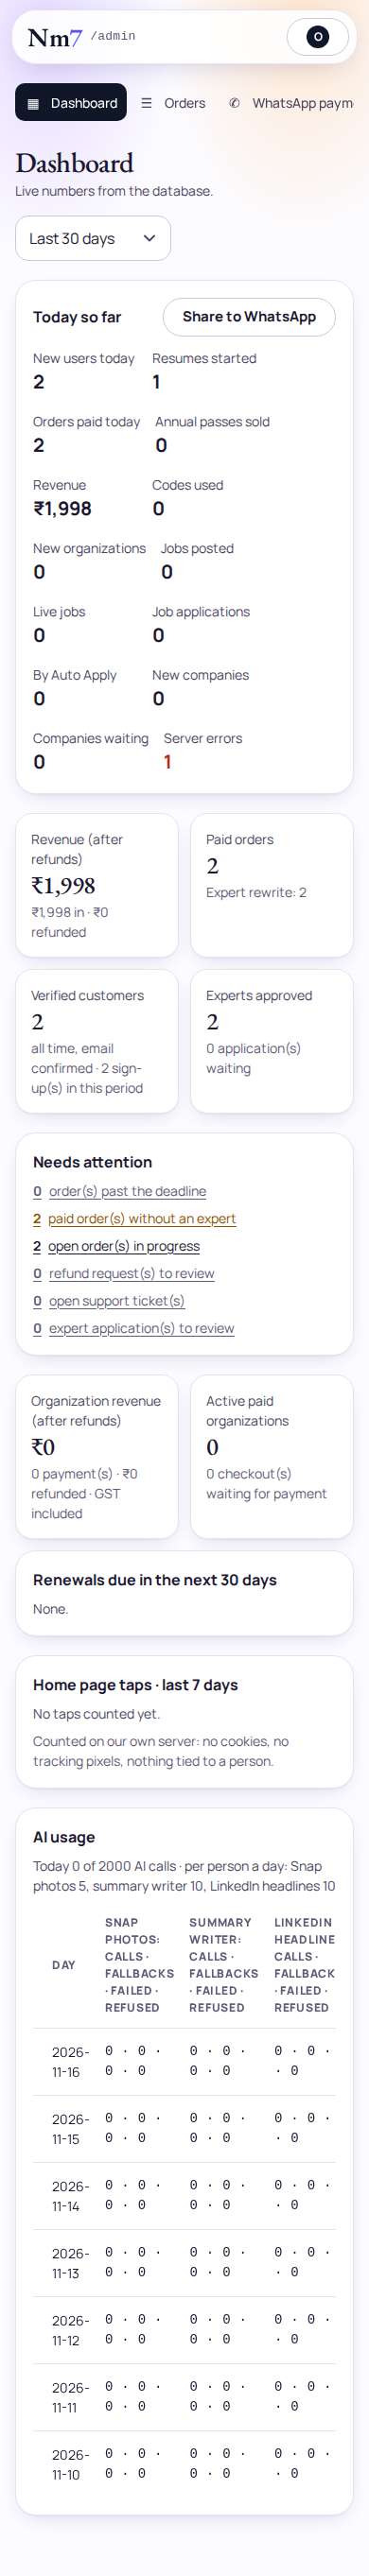 Nm7 /admin O
Dashboard Orders WhatsApp paym
Dashboard
Live numbers from the database.
Last 30 days
Today so far Share to WhatsApp
New users today Resumes started
2 1
Orders paid today Annual passes sold
2 0
Revenue Codes used
₹1,998 0
New organizations Jobs posted
0 0
Live jobs Job applications
0 0
By Auto Apply New companies
0 0
Companies waiting Server errors
0 1
Revenue (after
refunds)
₹1,998
₹1,998 in · ₹0
refunded
Paid orders
2
Expert rewrite: 2
Verified customers
2
all time, email
confirmed · 2 sign-
up(s) in this period
Experts approved
2
0 application(s)
waiting
Needs attention
0 order(s) past the deadline
2 paid order(s) without an expert
2 open order(s) in progress
0 refund request(s) to review
0 open support ticket(s)
0 expert application(s) to review
Organization revenue
(after refunds)
₹0
0 payment(s) · ₹0
refunded · GST
included
Active paid
organizations
0
0 checkout(s)
waiting for payment
Renewals due in the next 30 days
None.
Home page taps · last 7 days
No taps counted yet.
Counted on our own server: no cookies, no
tracking pixels, nothing tied to a person.
AI usage
Today 0 of 2000 AI calls · per person a day: Snap
photos 5, summary writer 10, LinkedIn headlines 10
DAY
SNAP
PHOTOS:
CALLS ·
FALLBACKS
· FAILED ·
REFUSED
SUMMARY
WRITER:
CALLS ·
FALLBACKS
· FAILED ·
REFUSED
LINKEDIN
HEADLINE
CALLS ·
FALLBACK
· FAILED ·
REFUSED
2026- 0 · 0 · 0 · 0 · 0 · 0 ·
11-16 0 · 0 0 · 0 · 0
2026- 0 · 0 · 0 · 0 · 0 · 0 ·
11-15 0 · 0 0 · 0 · 0
2026- 0 · 0 · 0 · 0 · 0 · 0 ·
11-14 0 · 0 0 · 0 · 0
2026- 0 · 0 · 0 · 0 · 0 · 0 ·
11-13 0 · 0 0 · 0 · 0
2026- 0 · 0 · 0 · 0 · 0 · 0 ·
11-12 0 · 0 0 · 0 · 0
2026- 0 · 0 · 0 · 0 · 0 · 0 ·
11-11 0 · 0 0 · 0 · 0
2026- 0 · 0 · 0 · 0 · 0 · 0 ·
11-10 0 · 0 0 · 0 · 0